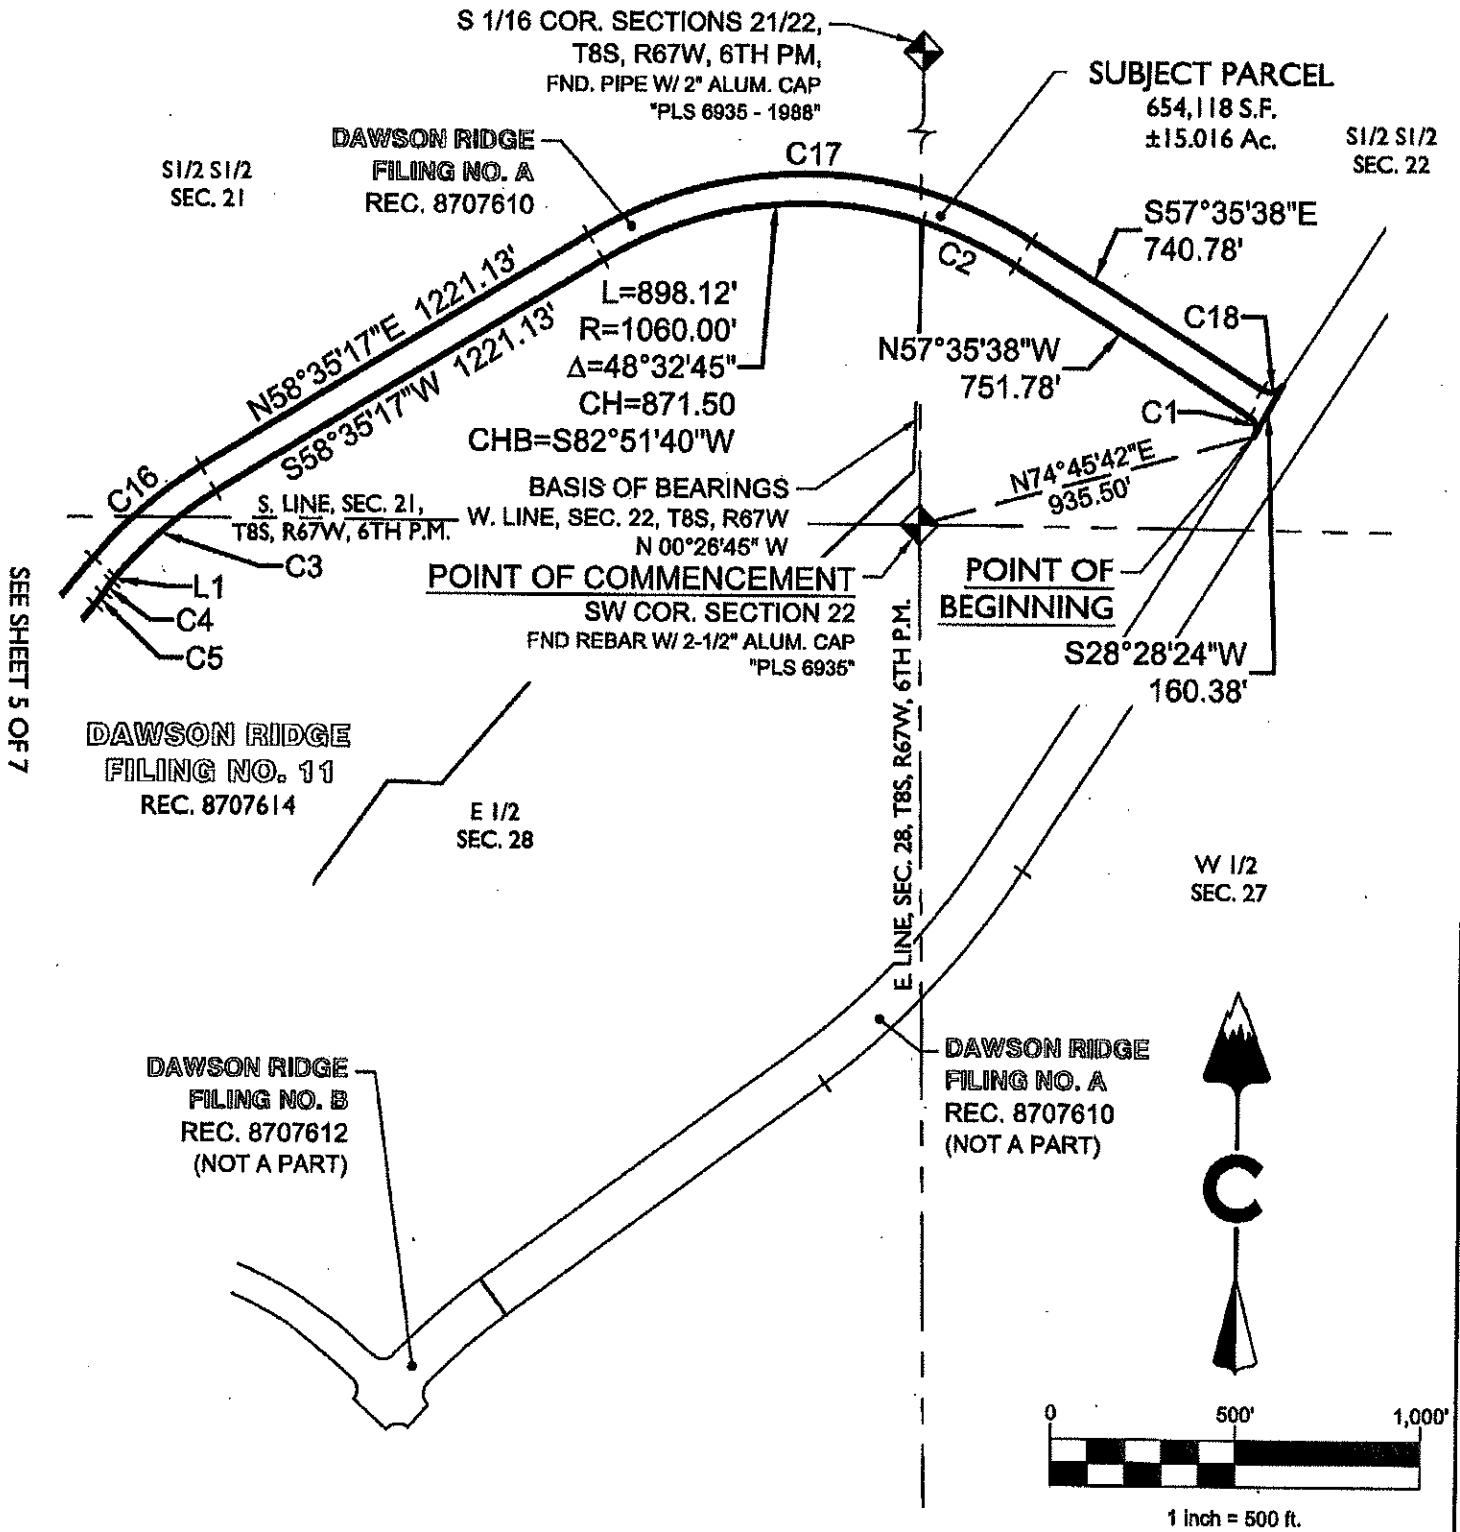 S 1/16 COR. SECTIONS 21/22,
T8S, R67W, 6TH PM,
FND. PIPE W/ 2" ALUM. CAP
"PLS 6935 - 1988"
SUBJECT PARCEL
654,118 S.F.
±15.016 Ac.
S1/2 S1/2
SEC. 22
DAWSON RIDGE
FILING NO. A
REC. 8707610
S1/2 S1/2
SEC. 21
C17
S57°35'38"E
740.78'
C2
N58°35'17"E 1221.13'
S58°35'17"W 1221.13'
L=898.12'
R=1060.00'
Δ=48°32'45"
CH=871.50
CHB=S82°51'40"W
C18
N57°35'38"W
751.78'
C1
N74°45'42"E
935.50'
C16
S. LINE, SEC. 21,
T8S, R67W, 6TH P.M.
BASIS OF BEARINGS
W. LINE, SEC. 22, T8S, R67W
N 00°26'45" W
C3
L1
C4
C5
POINT OF COMMENCEMENT
SW COR. SECTION 22
FND REBAR W/ 2-1/2" ALUM. CAP
"PLS 6935"
POINT OF
BEGINNING
S28°28'24"W
160.38'
SEE SHEET 5 OF 7
E. LINE, SEC. 28, T8S, R67W, 6TH P.M.
DAWSON RIDGE
FILING NO. 11
REC. 8707614
E 1/2
SEC. 28
W 1/2
SEC. 27
DAWSON RIDGE
FILING NO. B
REC. 8707612
(NOT A PART)
DAWSON RIDGE
FILING NO. A
REC. 8707610
(NOT A PART)
C
0 500' 1,000'
1 inch = 500 ft.